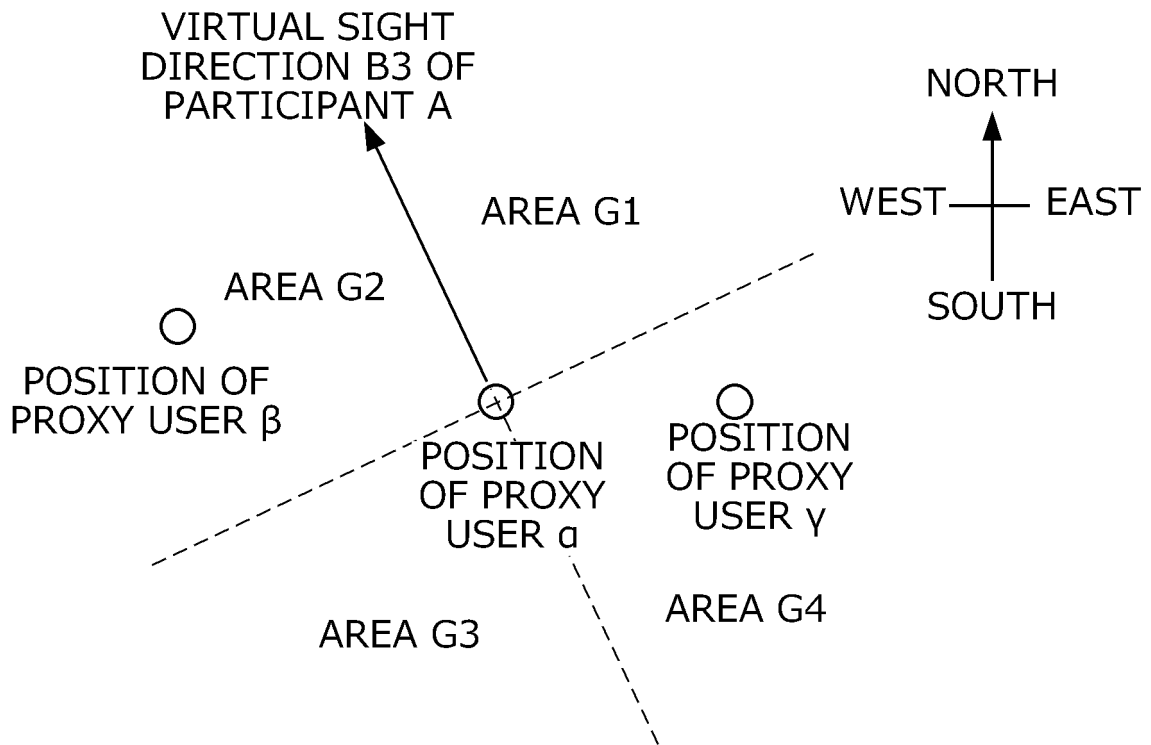 VIRTUAL SIGHT
DIRECTION B3 OF
PARTICIPANT A
NORTH
WEST
EAST
SOUTH
AREA G1
AREA G2
POSITION OF
PROXY USER β
POSITION
OF PROXY
USER α
POSITION
OF PROXY
USER γ
AREA G3
AREA G4